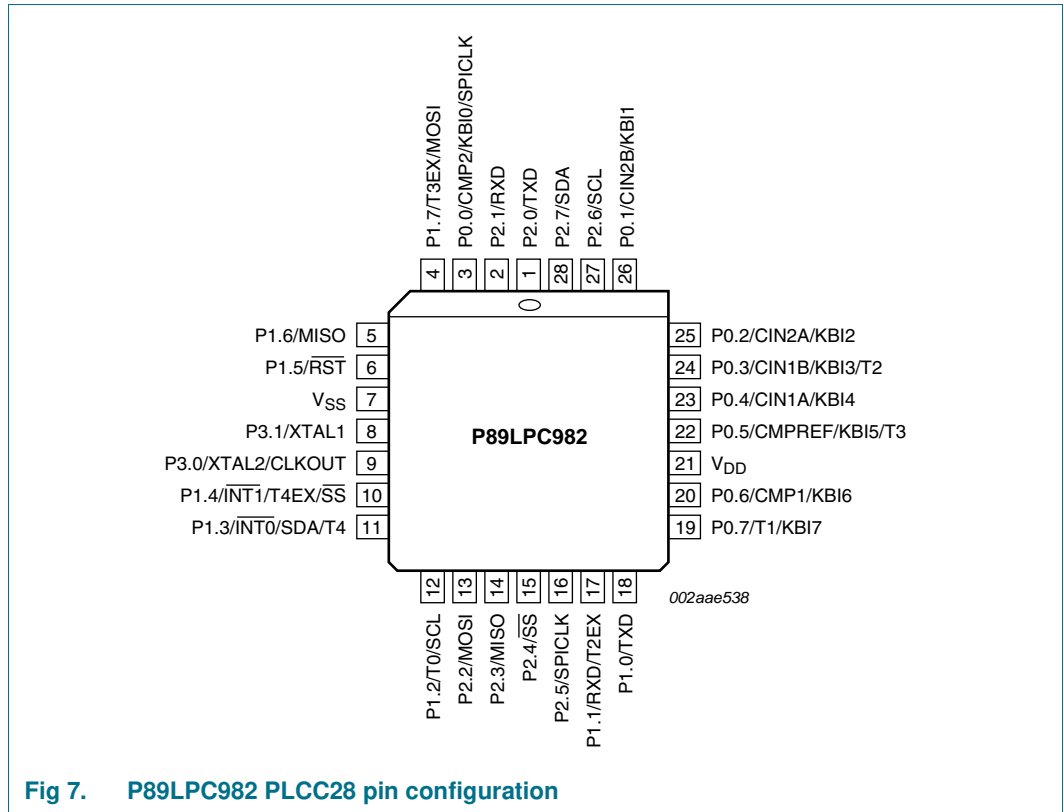 P1.7/T3EX/MOSI
P0.0/CMP2/KBI0/SPICLK
P2.1/RXD
P2.0/TXD
P2.7/SDA
P2.6/SCL
P0.1/CIN2B/KBI1
4
3
2
1
28
27
26
P1.6/MISO 5
P1.5/R̅S̅T̅ 6
VSS 7
P3.1/XTAL1 8
P3.0/XTAL2/CLKOUT 9
P1.4/I̅N̅T̅1̅/T4EX/S̅S̅ 10
P1.3/I̅N̅T̅0̅/SDA/T4 11
P89LPC982
25 P0.2/CIN2A/KBI2
24 P0.3/CIN1B/KBI3/T2
23 P0.4/CIN1A/KBI4
22 P0.5/CMPREF/KBI5/T3
21 VDD
20 P0.6/CMP1/KBI6
19 P0.7/T1/KBI7
12
13
14
15
16
17
18
P1.2/T0/SCL
P2.2/MOSI
P2.3/MISO
P2.4/S̅S̅
P2.5/SPICLK
P1.1/RXD/T2EX
P1.0/TXD
002aae538
Fig 7. P89LPC982 PLCC28 pin configuration